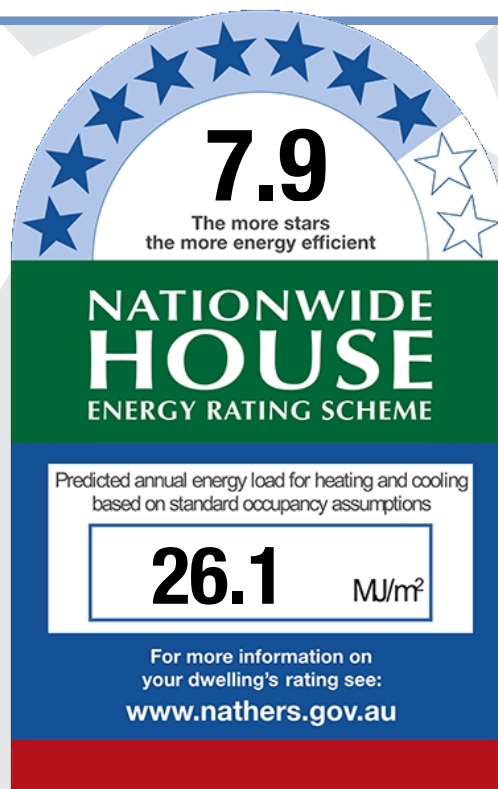 7.9
The more stars
the more energy efficient
NATIONWIDE
HOUSE
ENERGY RATING SCHEME
Predicted annual energy load for heating and cooling
based on standard occupancy assumptions
26.1 MJ/m²
For more information on
your dwelling's rating see:
www.nathers.gov.au